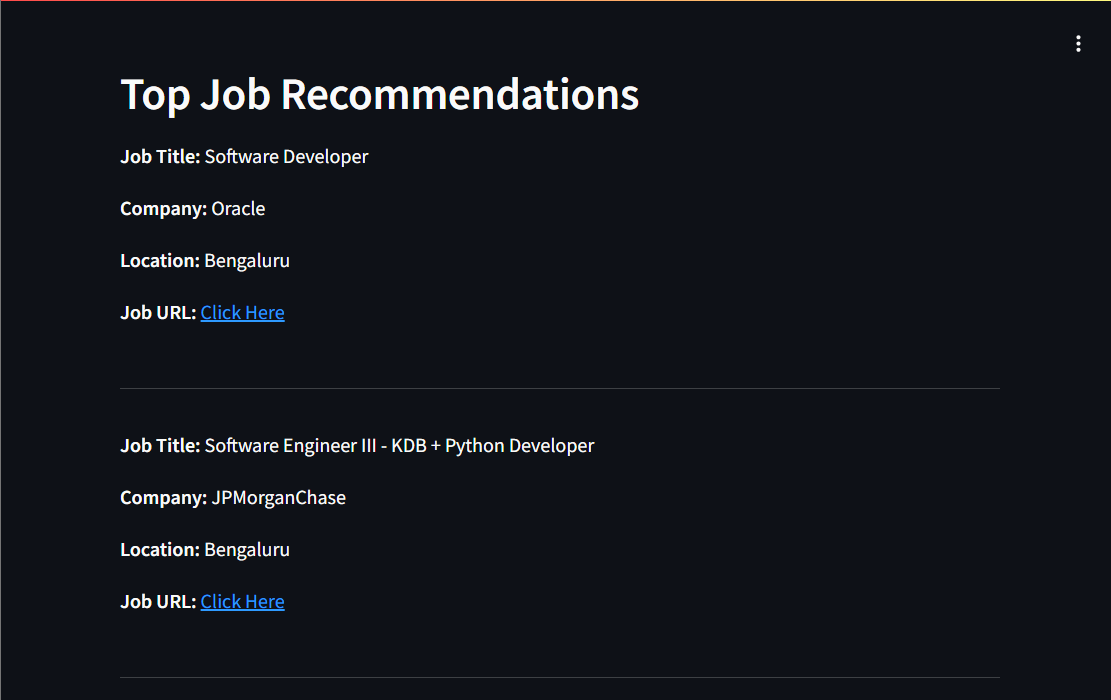 Top Job Recommendations
Job Title: Software Developer
Company: Oracle
Location: Bengaluru
Job URL: Click Here
Job Title: Software Engineer III - KDB + Python Developer
Company: JPMorganChase
Location: Bengaluru
Job URL: Click Here